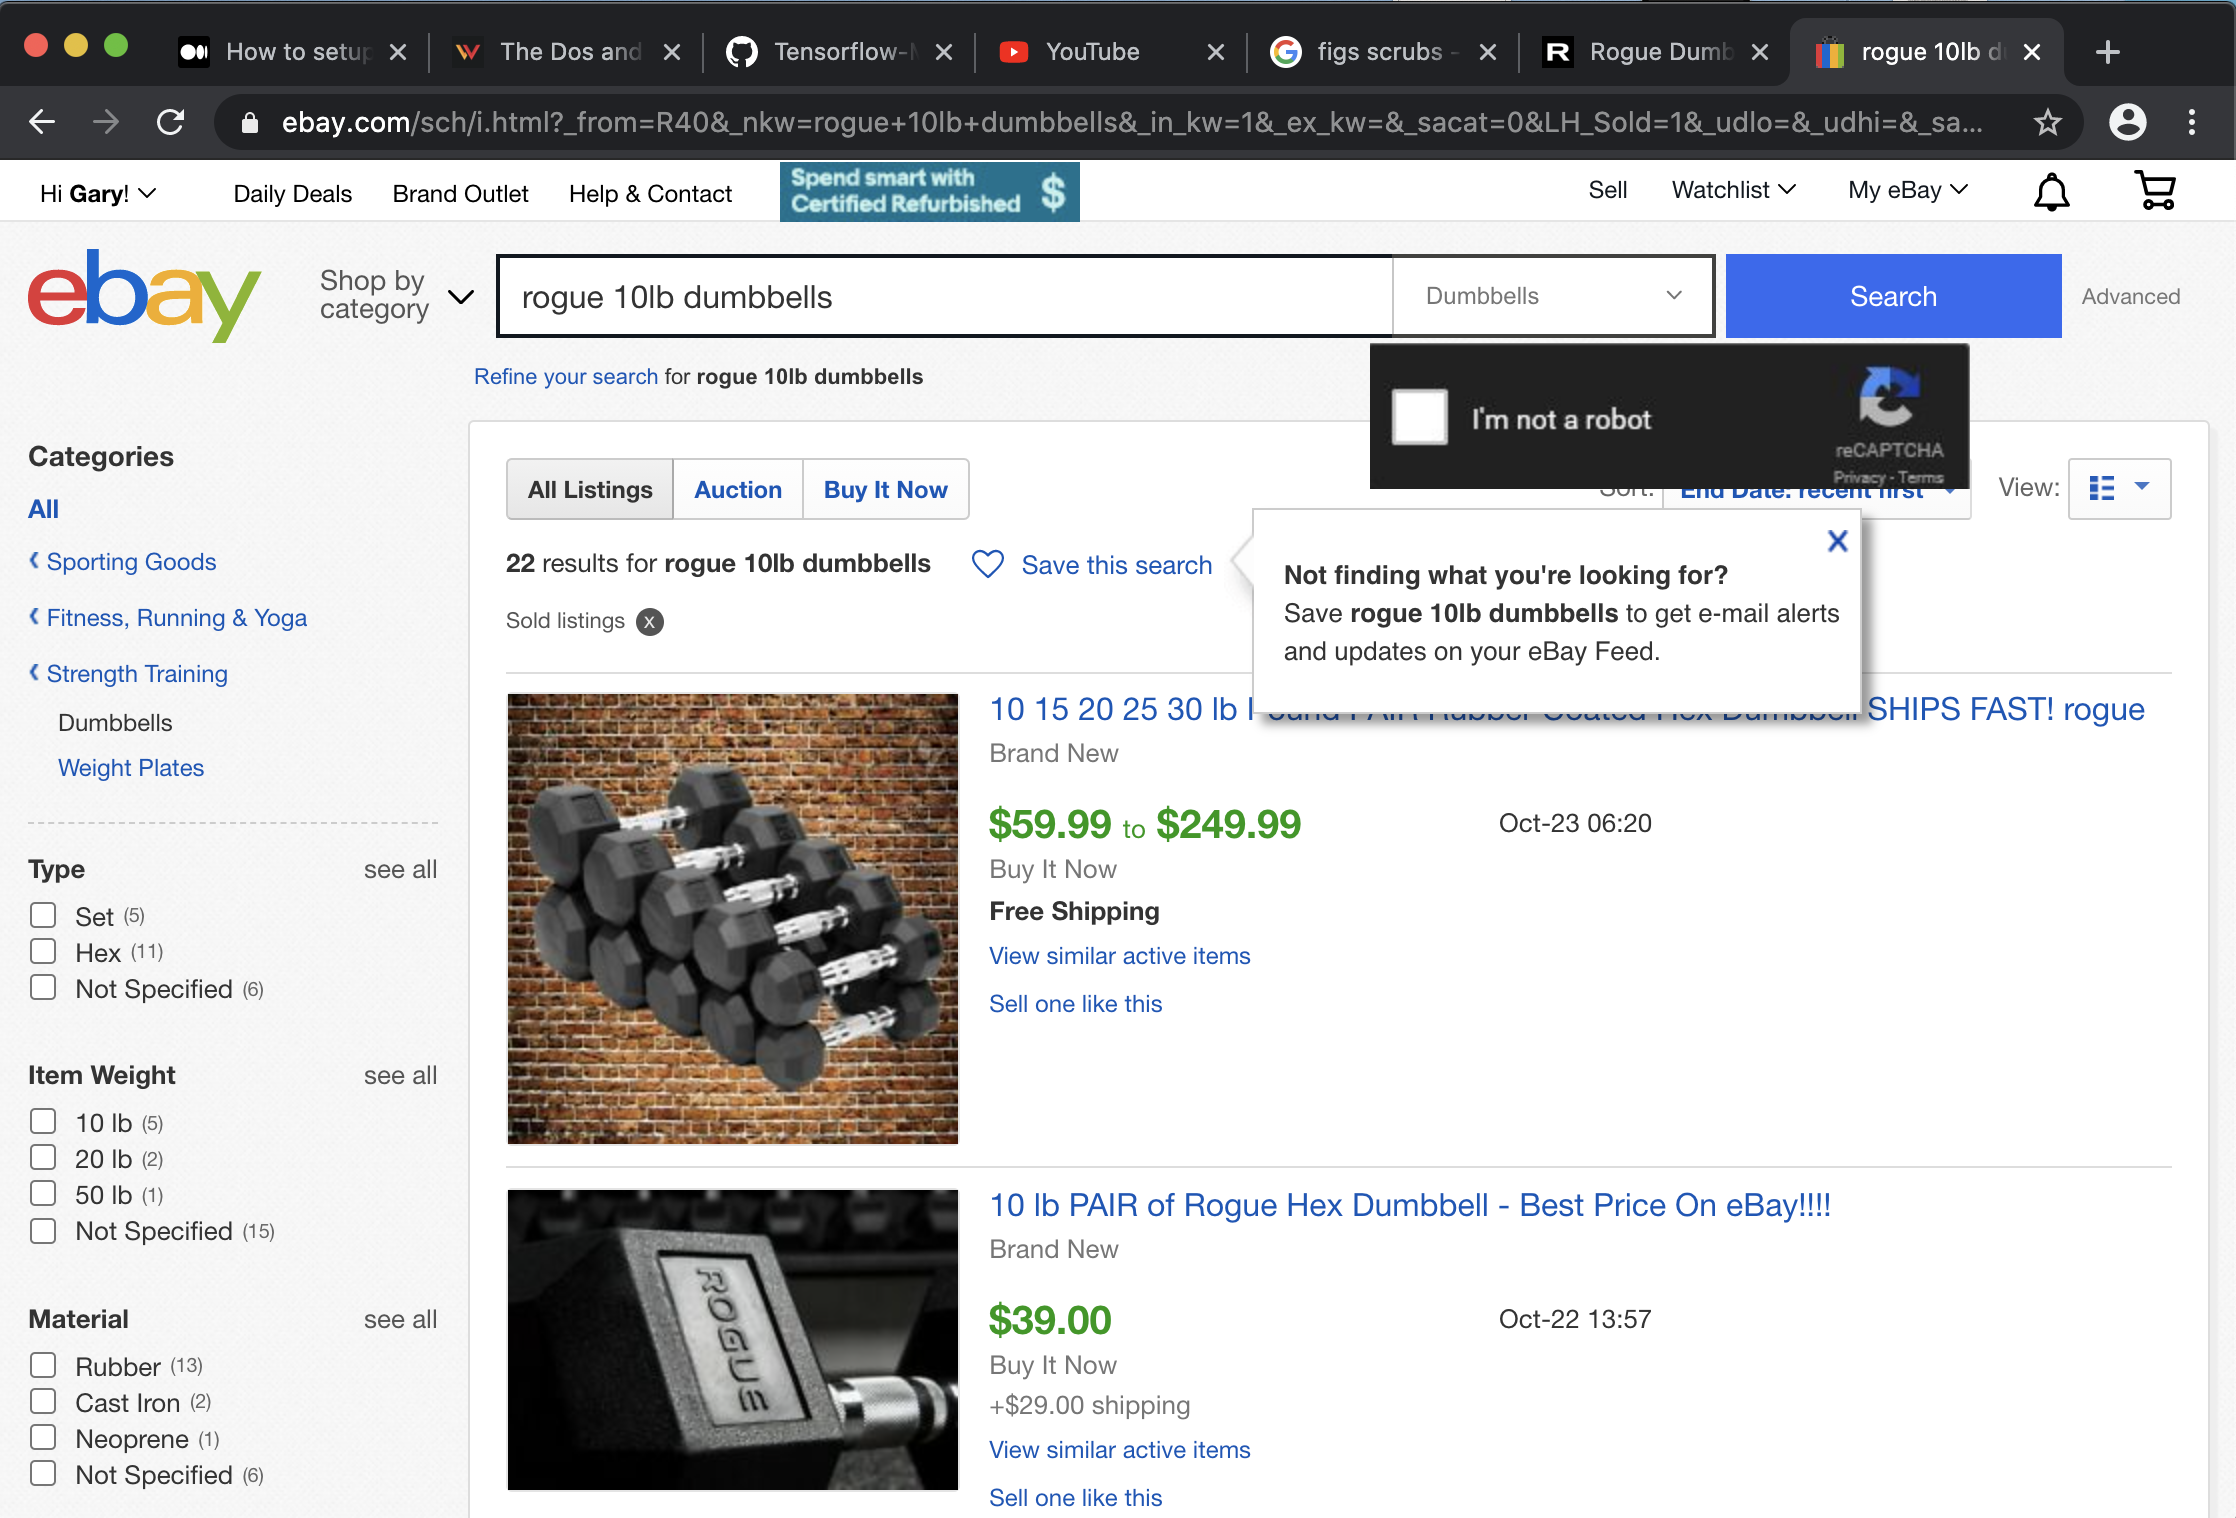 How to setup
The Dos and
Tensorflow-
YouTube
figs scrubs -
Rogue Dumb
rogue 10lb d
ebay.com/sch/i.html?_from=R40&_nkw=rogue+10lb+dumbbells&_in_kw=1&_ex_kw=&_sacat=0&LH_Sold=1&_udlo=&_udhi=&_sa...
Hi Gary!
Daily Deals
Brand Outlet
Help & Contact
Spend smart with
Certified Refurbished $
Sell
Watchlist
My eBay
ebay
Shop by
category
rogue 10lb dumbbells
Dumbbells
Search
Advanced
Refine your search for rogue 10lb dumbbells
I'm not a robot
reCAPTCHA
Privacy - Terms
Categories
All
Sporting Goods
Fitness, Running & Yoga
Strength Training
Dumbbells
Weight Plates
Type see all
Set (5)
Hex (11)
Not Specified (6)
Item Weight see all
10 lb (5)
20 lb (2)
50 lb (1)
Not Specified (15)
Material see all
Rubber (13)
Cast Iron (2)
Neoprene (1)
Not Specified (6)
All Listings
Auction
Buy It Now
Sort: End Date: recent first
View:
22 results for rogue 10lb dumbbells
Save this search
Sold listings x
X
Not finding what you're looking for?
Save rogue 10lb dumbbells to get e-mail alerts
and updates on your eBay Feed.
10 15 20 25 30 lb Pound PAIR Rubber Coated Hex Dumbbell SHIPS FAST! rogue
Brand New
$59.99 to $249.99
Oct-23 06:20
Buy It Now
Free Shipping
View similar active items
Sell one like this
ROGUE
10 lb PAIR of Rogue Hex Dumbbell - Best Price On eBay!!!!
Brand New
$39.00
Oct-22 13:57
Buy It Now
+$29.00 shipping
View similar active items
Sell one like this